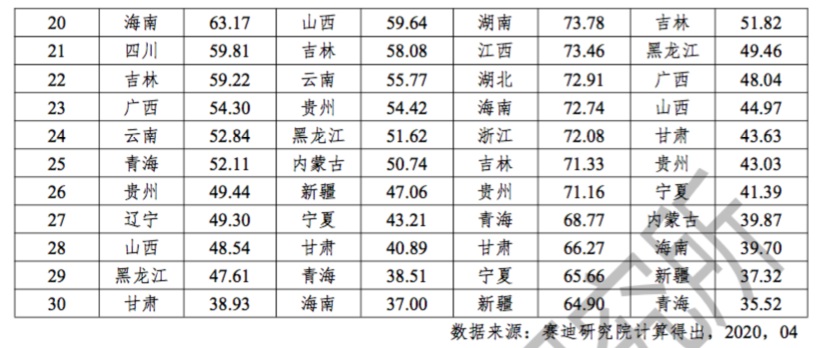 20 海南 63.17 山西 59.64 湖南 73.78 吉林 51.82
21 四川 59.81 吉林 58.08 江西 73.46 黑龙江 49.46
22 吉林 59.22 云南 55.77 湖北 72.91 广西 48.04
23 广西 54.30 贵州 54.42 海南 72.74 山西 44.97
24 云南 52.84 黑龙江 51.62 浙江 72.08 甘肃 43.63
25 青海 52.11 内蒙古 50.74 吉林 71.33 贵州 43.03
26 贵州 49.44 新疆 47.06 贵州 71.16 宁夏 41.39
27 辽宁 49.30 宁夏 43.21 青海 68.77 内蒙古 39.87
28 山西 48.54 甘肃 40.89 甘肃 66.27 海南 39.70
29 黑龙江 47.61 青海 38.51 宁夏 65.66 新疆 37.32
30 甘肃 38.93 海南 37.00 新疆 64.90 青海 35.52
数据来源：赛迪研究院计算得出，2020，04
究所